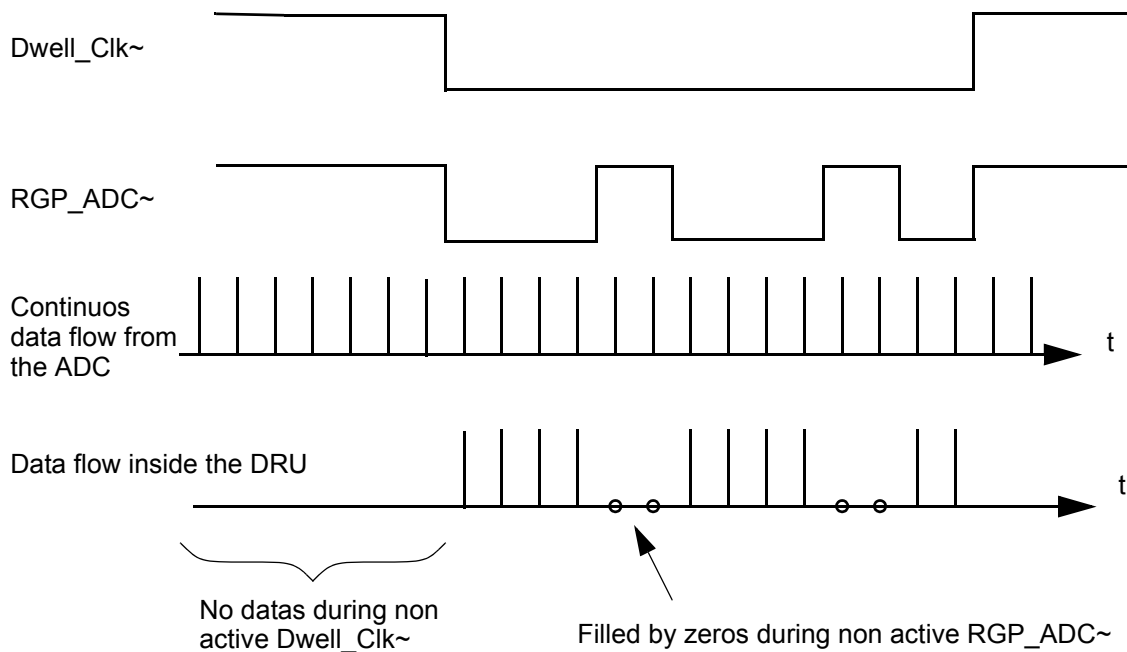 Dwell_Clk~
RGP_ADC~
Continuos
data flow from
the ADC
t
Data flow inside the DRU
t
No datas during non
active Dwell_Clk~
Filled by zeros during non active RGP_ADC~